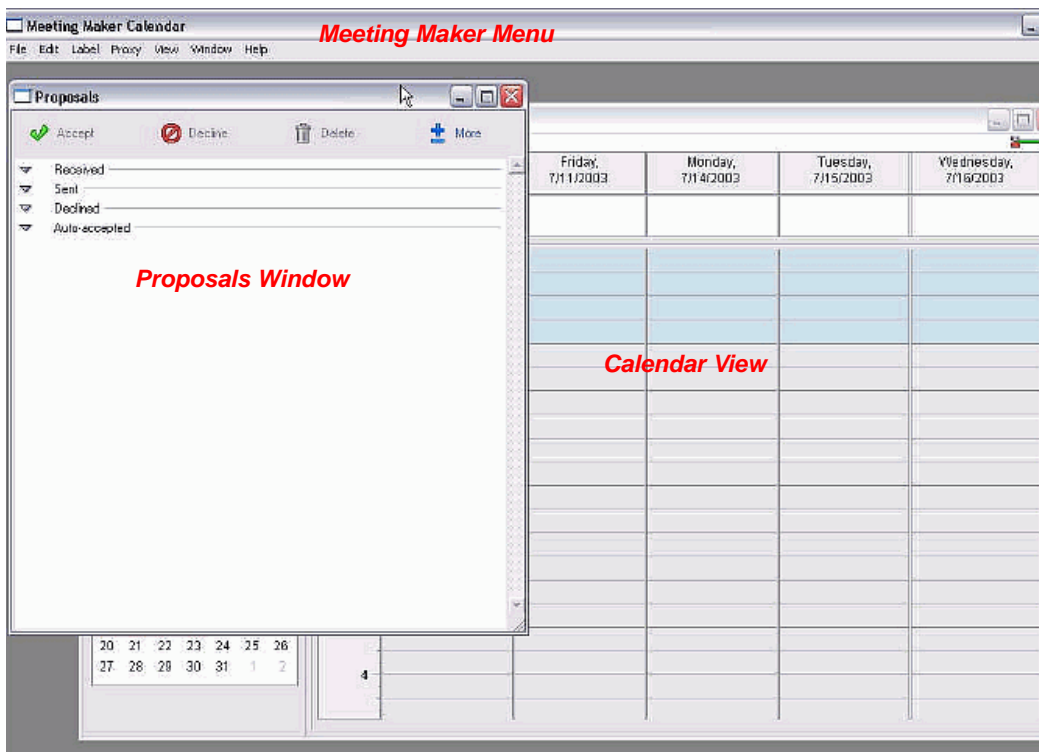 Meeting Maker Calendar
Meeting Maker Menu
File Edit Label Proxy View Window Help
Proposals
Accept Decline Delete More
Received
Sent
Declined
Auto-accepted
Proposals Window
Friday, 7/11/2003
Monday, 7/14/2003
Tuesday, 7/15/2003
Wednesday, 7/16/2003
Calendar View
20 21 22 23 24 25 26
27 28 29 30 31 1 2
4